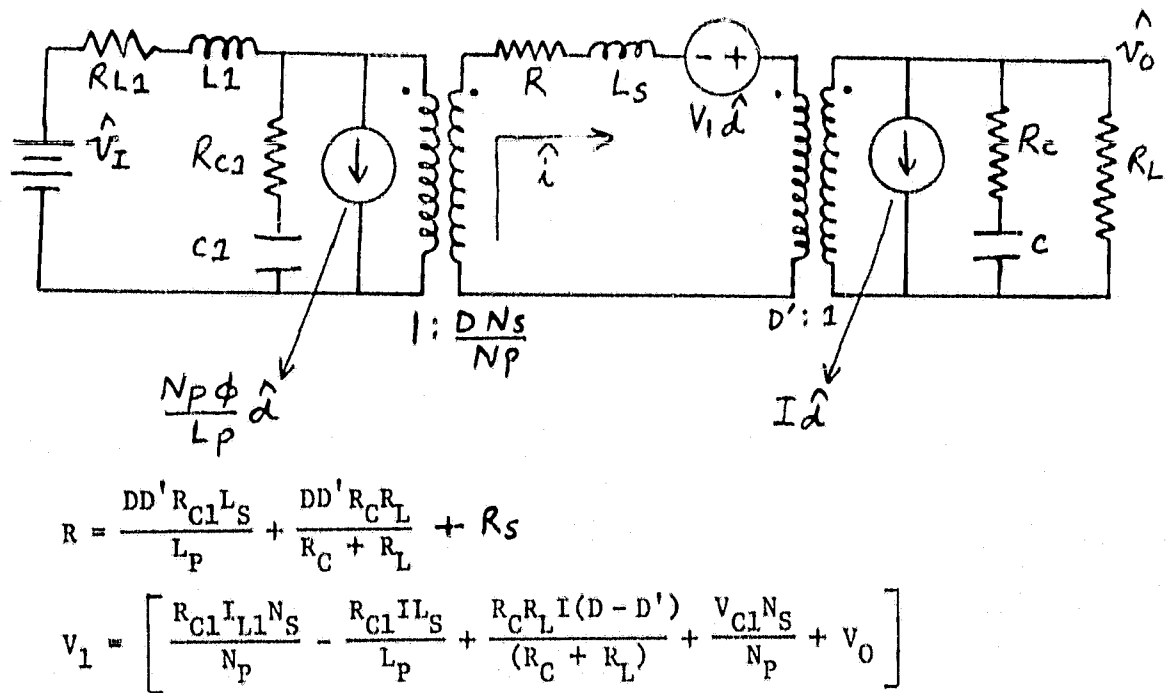 R_L1 L1 R L_S - + V_1 d̂ v̂_O
v̂_I R_C1 î R_C R_L
C1 C
1 : D N_S / N_P D' : 1
N_P ϕ / L_P d̂ I d̂
R = DD'R_C1 L_S / L_P + DD'R_C R_L / (R_C + R_L) + R_S
V_1 = [ R_C1 I_L1 N_S / N_P - R_C1 I L_S / L_P + R_C R_L I(D - D') / (R_C + R_L) + V_C1 N_S / N_P + V_O ]